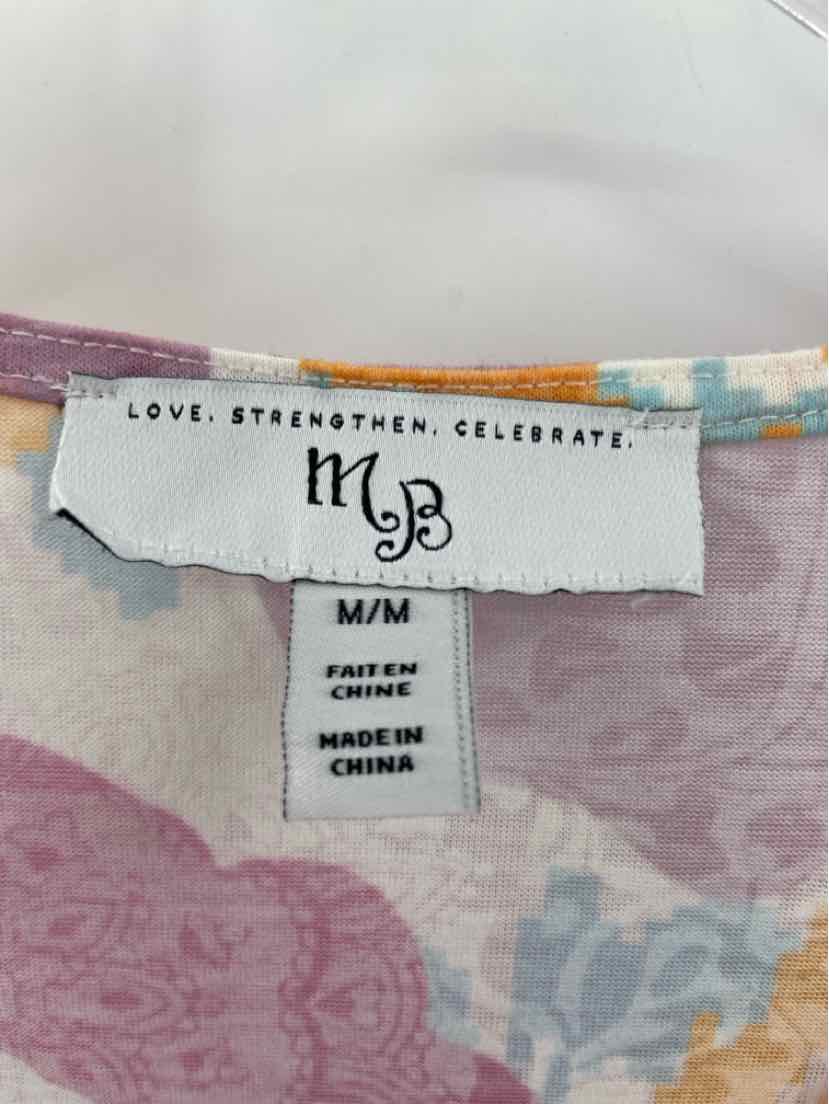 LOVE. STRENGTHEN. CELEBRATE.
MB
M/M
FAIT EN
CHINE
MADE IN
CHINA